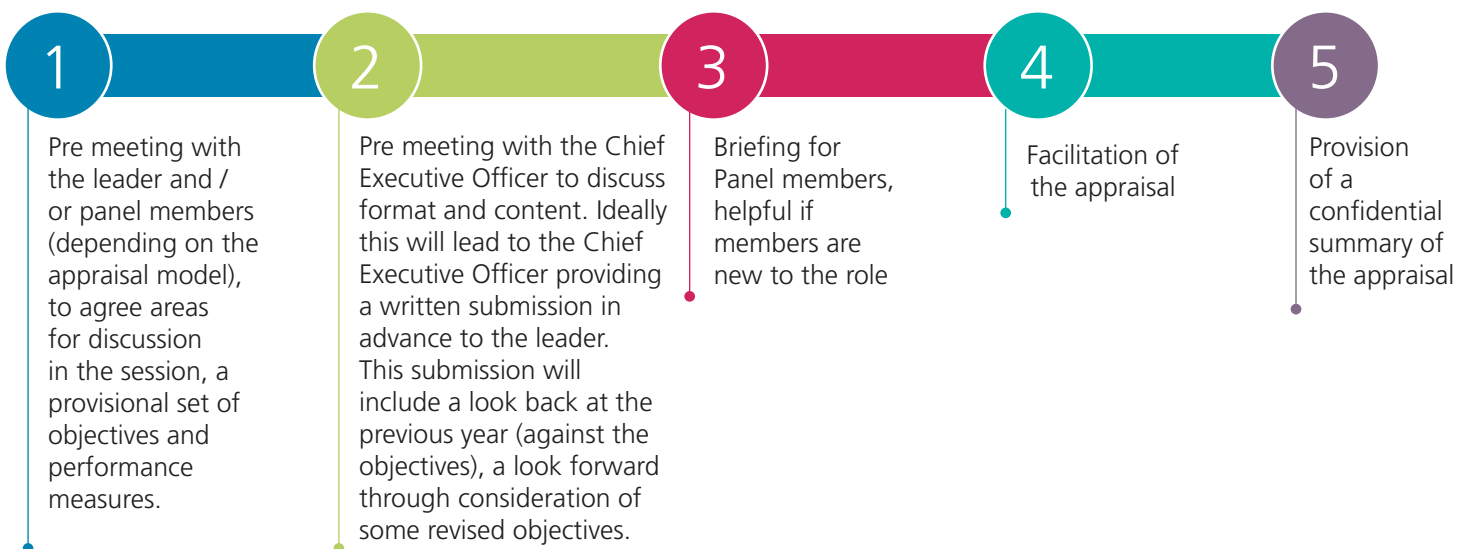 1
Pre meeting with
the leader and /
or panel members
(depending on the
appraisal model),
to agree areas
for discussion
in the session, a
provisional set of
objectives and
performance
measures.
2
Pre meeting with the Chief
Executive Officer to discuss
format and content. Ideally
this will lead to the Chief
Executive Officer providing
a written submission in
advance to the leader.
This submission will
include a look back at the
previous year (against the
objectives), a look forward
through consideration of
some revised objectives.
3
Briefing for
Panel members,
helpful if
members are
new to the role
4
Facilitation of
the appraisal
5
Provision
of a
confidential
summary of
the appraisal